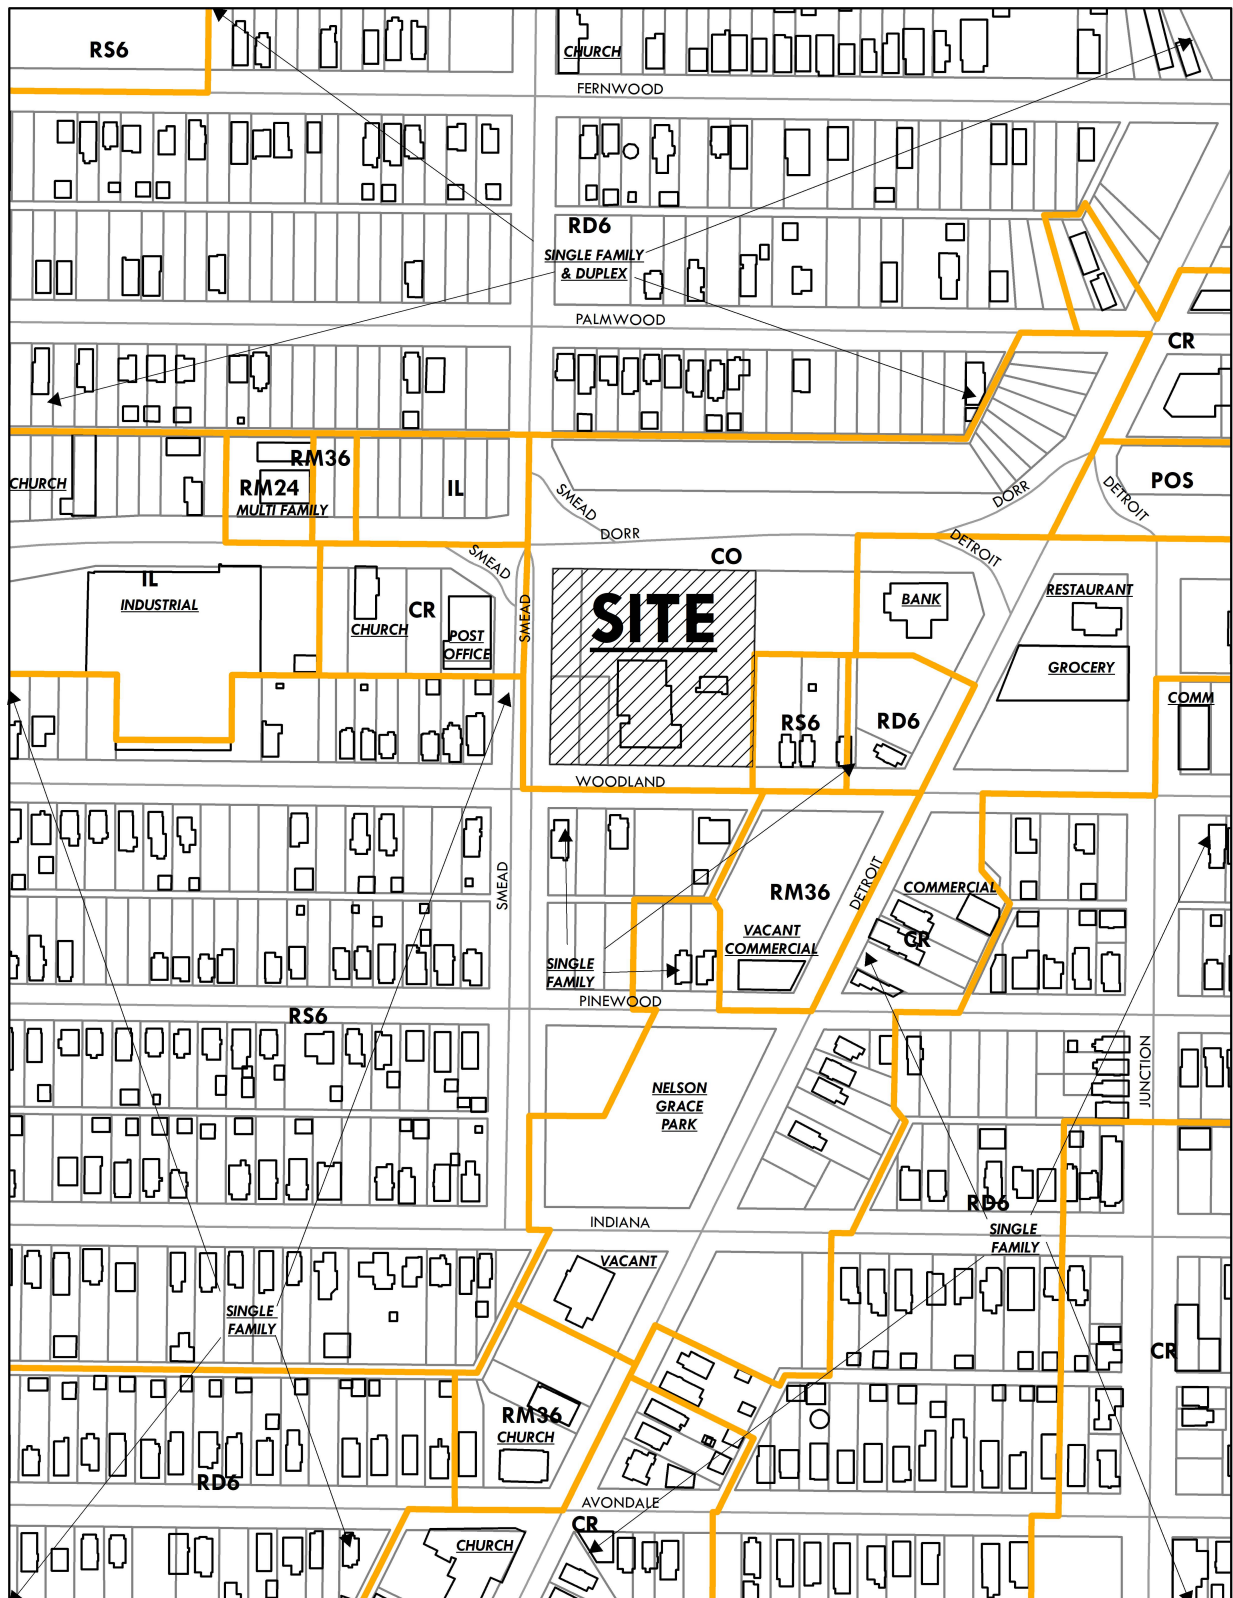 RS6
CHURCH
FERNWOOD
RD6
SINGLE FAMILY
& DUPLEX
PALMWOOD
CR
CHURCH
RM36
RM24
MULTI FAMILY
IL
SMEAD
DORR
DORR
DETROIT
POS
SMEAD
CO
DETROIT
IL
INDUSTRIAL
CHURCH
CR
POST
OFFICE
SMEAD
SITE
BANK
RESTAURANT
GROCERY
COMM
RS6
RD6
WOODLAND
SMEAD
RM36
DETROIT
COMMERCIAL
CR
VACANT
COMMERCIAL
SINGLE
FAMILY
PINEWOOD
RS6
NELSON
GRACE
PARK
JUNCTION
RD6
INDIANA
SINGLE
FAMILY
VACANT
SINGLE
FAMILY
CR
RM36
CHURCH
RD6
AVONDALE
CR
CHURCH